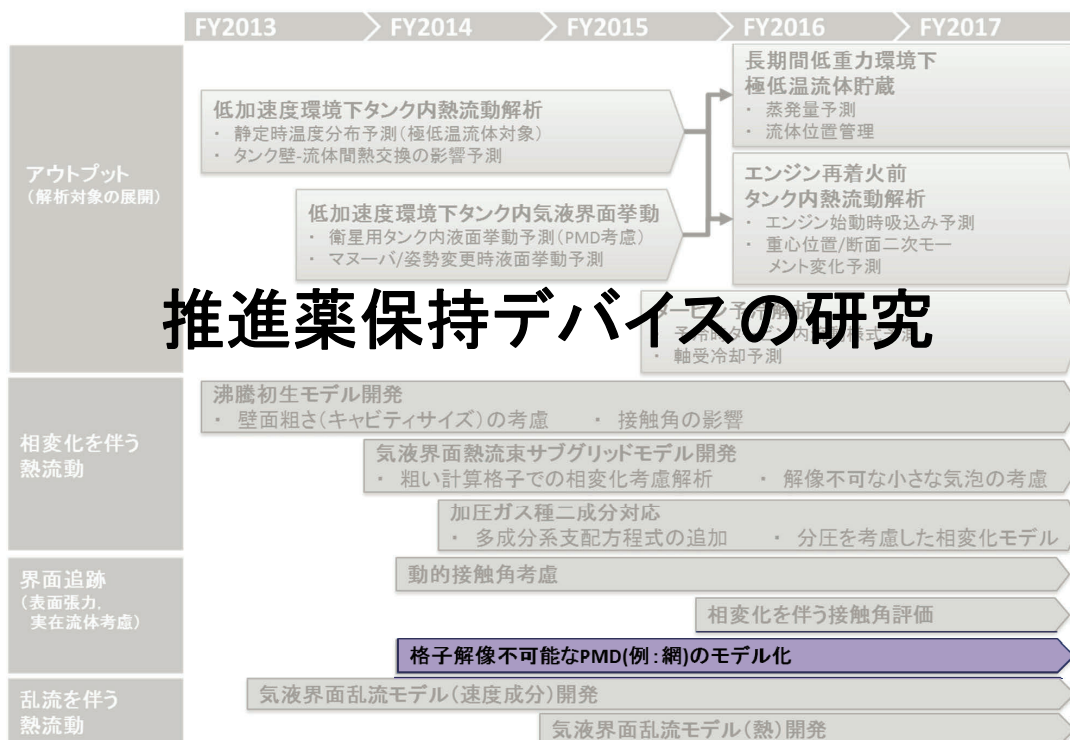 FY2013 FY2014 FY2015 FY2016 FY2017
アウトプット
（解析対象の展開）
低加速度環境下タンク内熱流動解析
・ 静定時温度分布予測（極低温流体対象）
・ タンク壁-流体間熱交換の影響予測
低加速度環境下タンク内気液界面挙動
・ 衛星用タンク内液面挙動予測（PMD考慮）
・ マヌーバ/姿勢変更時液面挙動予測
長期間低重力環境下
極低温流体貯蔵
・ 蒸発量予測
・ 流体位置管理
エンジン再着火前
タンク内熱流動解析
・ エンジン始動時吸込み予測
・ 重心位置/断面二次モー
メント変化予測
推進薬保持デバイスの研究
・ 軸受冷却予測
相変化を伴う
熱流動
沸騰初生モデル開発
・ 壁面粗さ（キャビティサイズ）の考慮 ・ 接触角の影響
気液界面熱流束サブグリッドモデル開発
・ 粗い計算格子での相変化考慮解析 ・ 解像不可な小さな気泡の考慮
加圧ガス種二成分対応
・ 多成分系支配方程式の追加 ・ 分圧を考慮した相変化モデル
界面追跡
（表面張力,
実在流体考慮）
動的接触角考慮
相変化を伴う接触角評価
格子解像不可能なPMD(例：網)のモデル化
乱流を伴う
熱流動
気液界面乱流モデル（速度成分）開発
気液界面乱流モデル（熱）開発